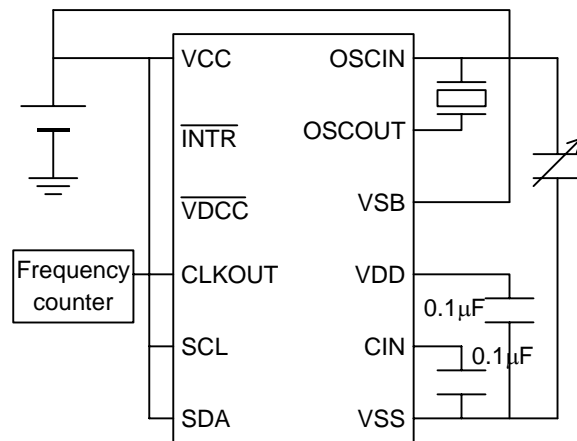 VCC
OSCIN
INTR
OSCOUT
VDCC
VSB
Frequency
counter
CLKOUT
VDD
0.1μF
SCL
CIN
0.1μF
SDA
VSS